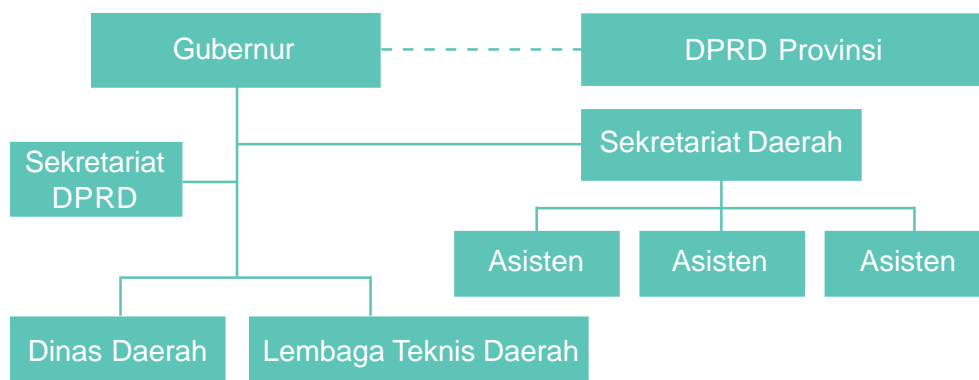 Gubernur
DPRD Provinsi
Sekretariat Daerah
Sekretariat
DPRD
Asisten
Asisten
Asisten
Dinas Daerah
Lembaga Teknis Daerah